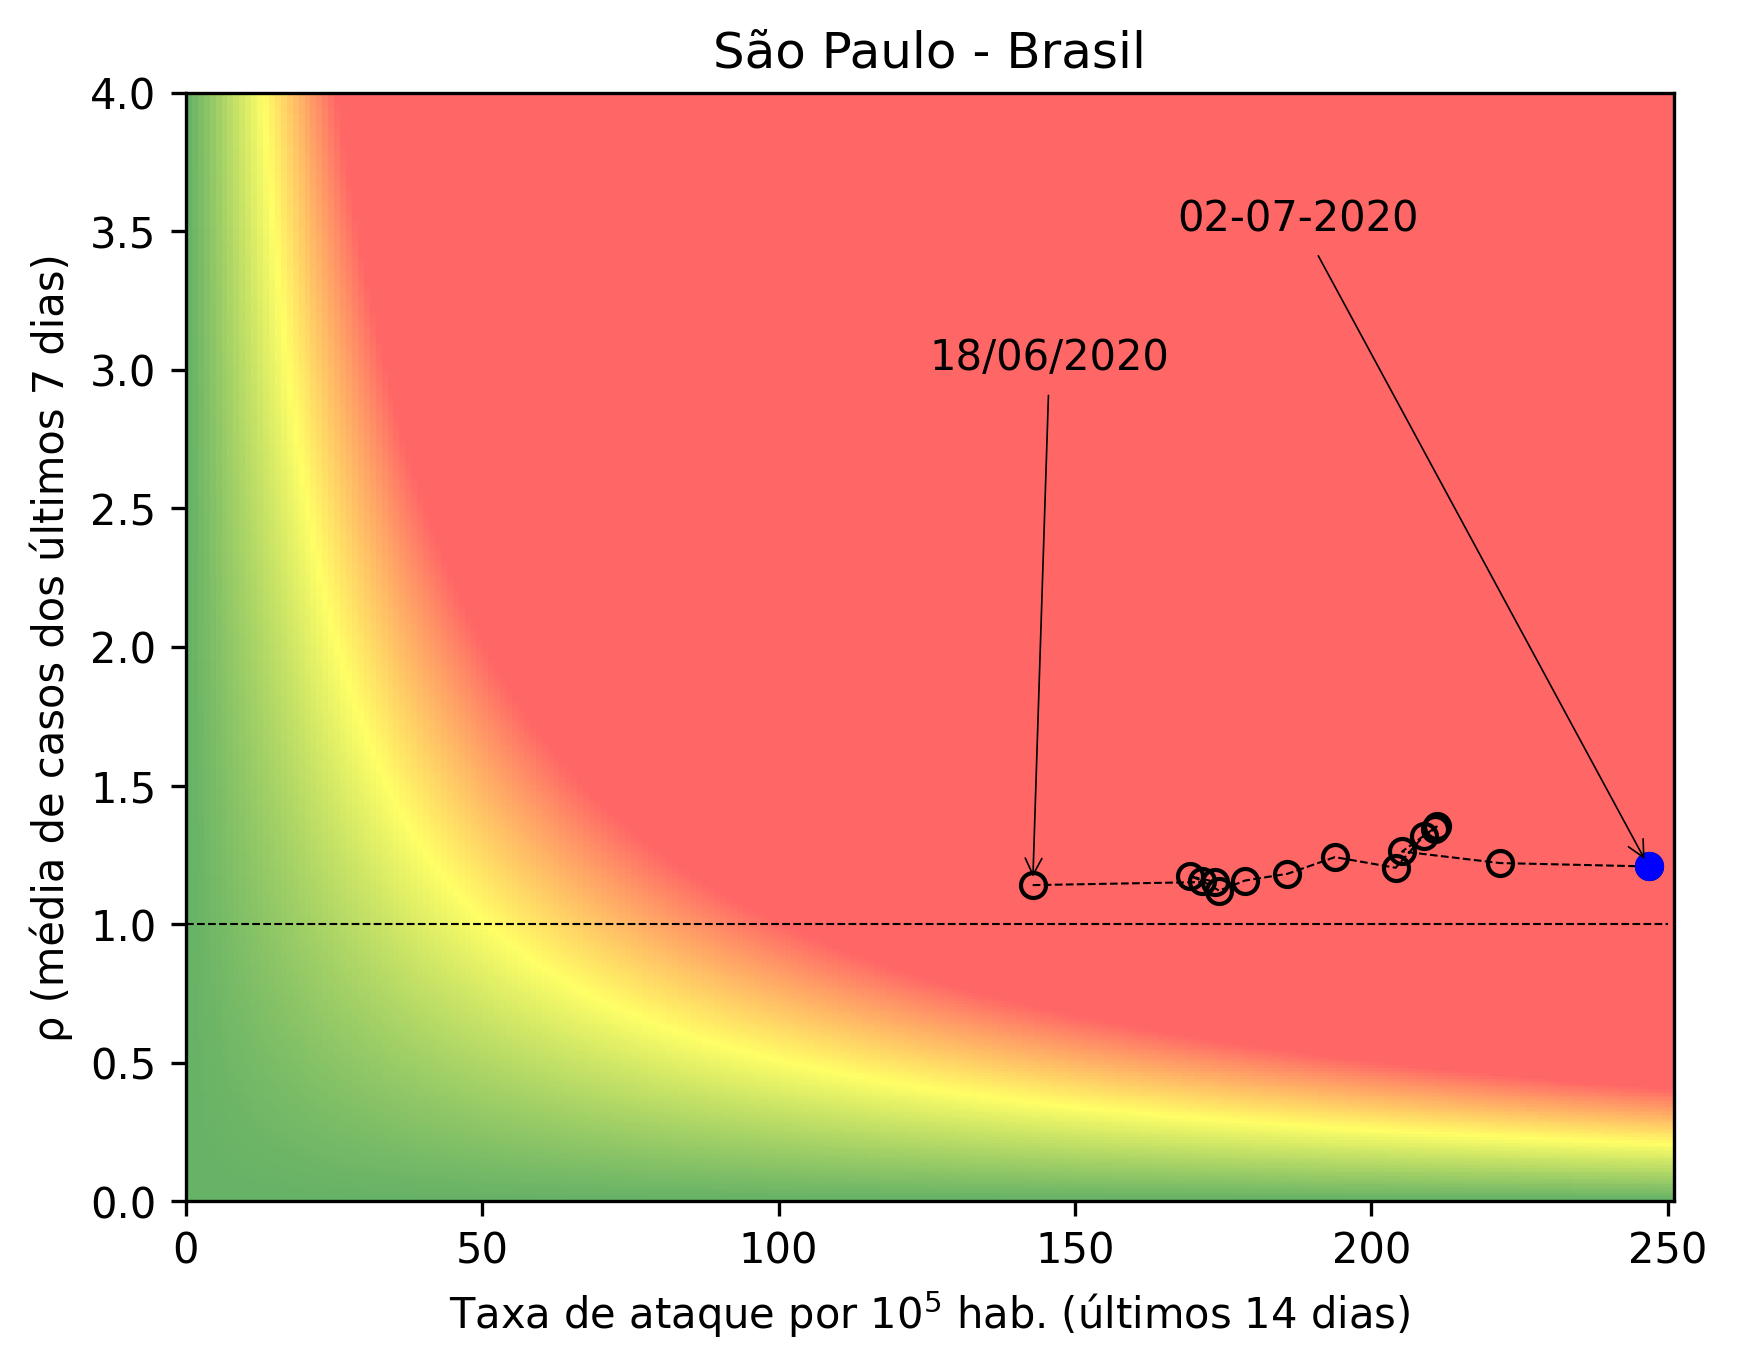 São Paulo - Brasil
4.0
3.5
3.0
2.5
2.0
1.5
1.0
0.5
0.0
ρ (média de casos dos últimos 7 dias)
02-07-2020
18/06/2020
0 50 100 150 200 250
Taxa de ataque por 10⁵ hab. (últimos 14 dias)